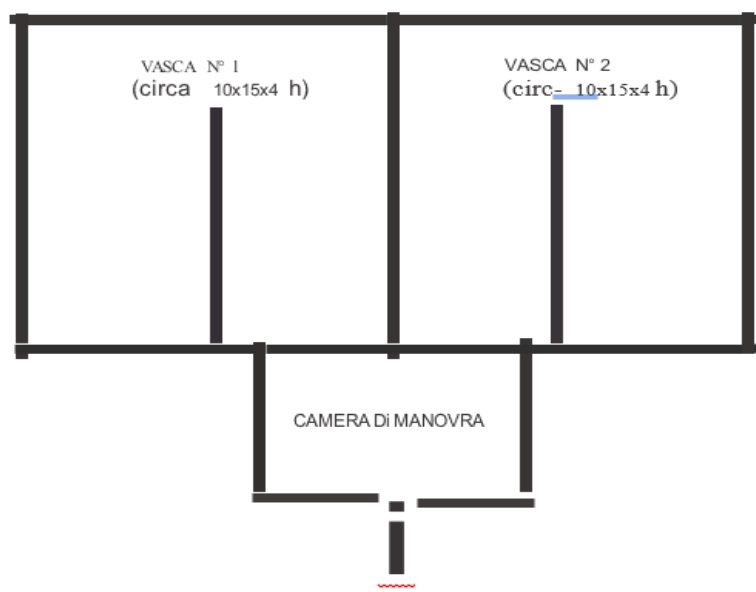 VASCA N° 1
(circa 10x15x4 h)
VASCA N° 2
(circ- 10x15x4 h)
CAMERA Di MANOVRA